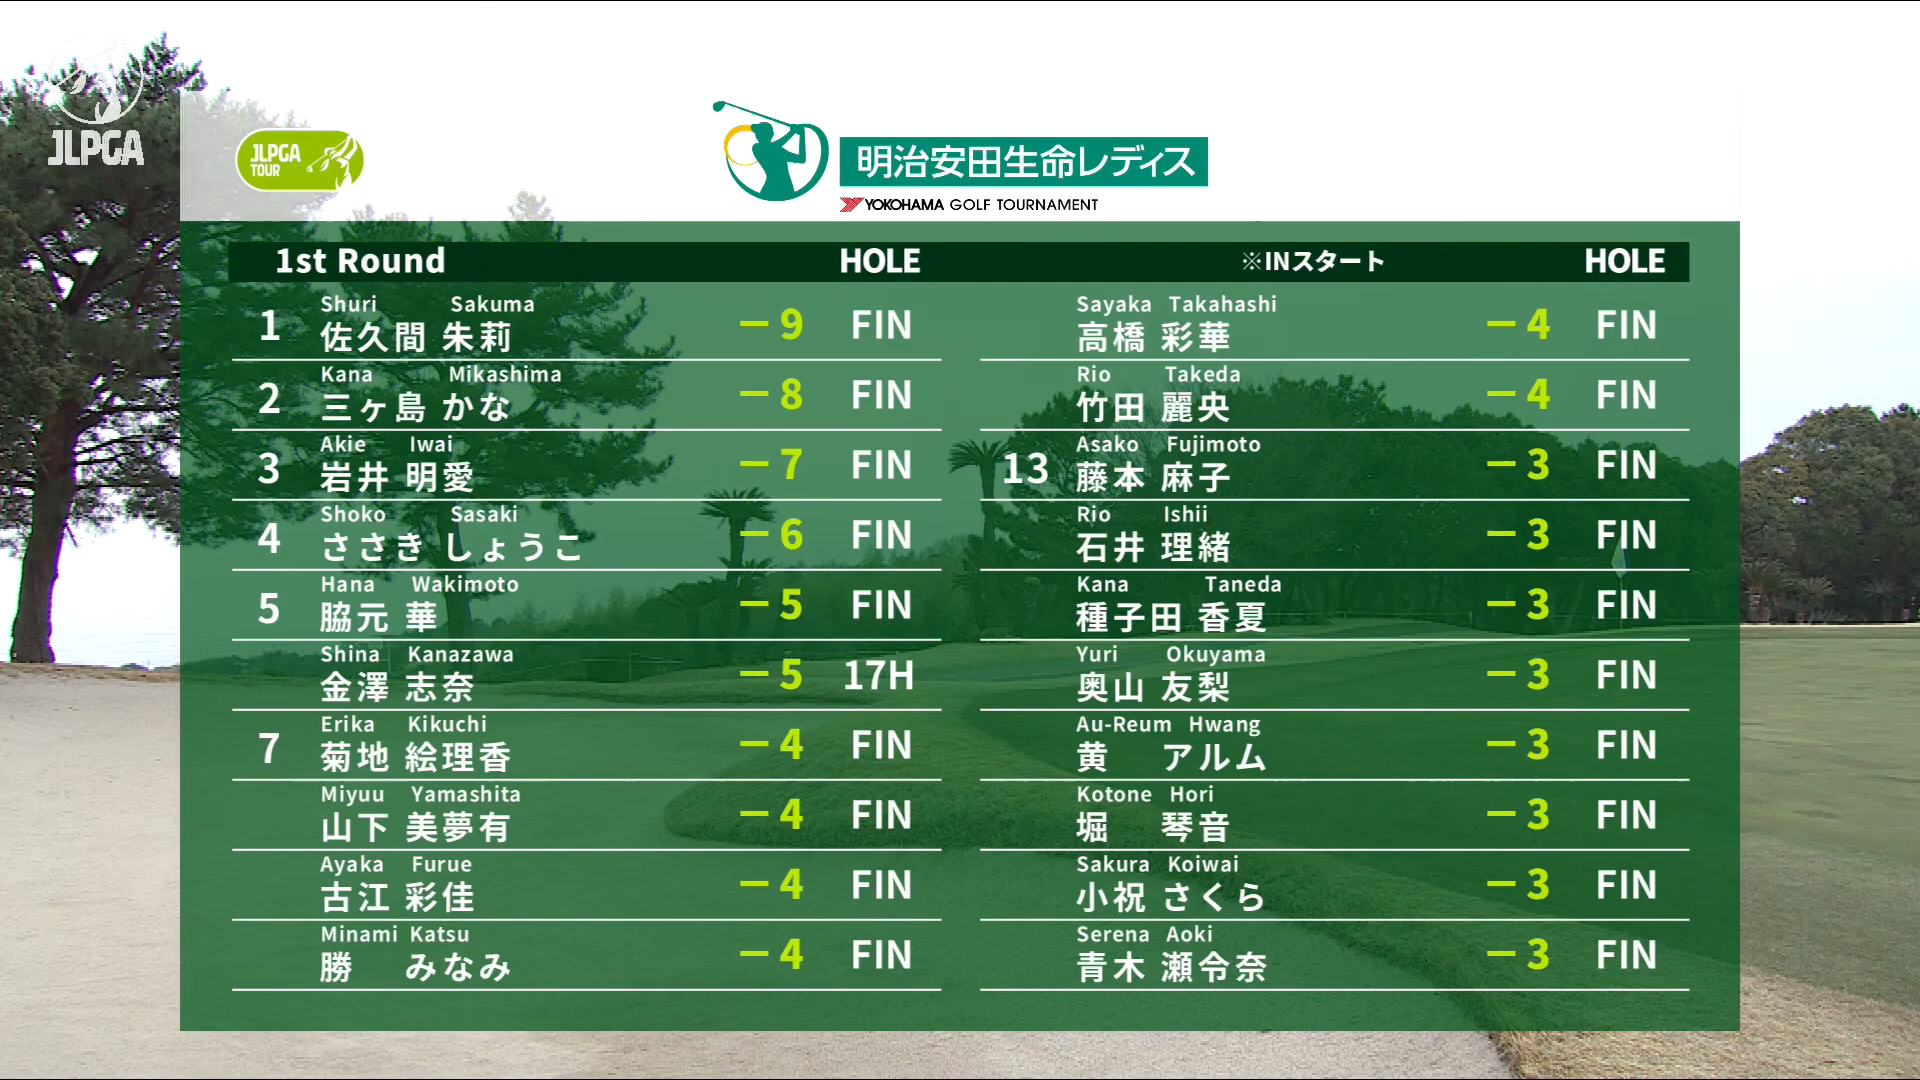 JLPGA
JLPGA
TOUR
明治安田生命レディス
YOKOHAMA GOLF TOURNAMENT
1st Round HOLE
Shuri Sakuma
1 佐久間 朱莉 -9 FIN
Kana Mikashima
2 三ヶ島 かな -8 FIN
Akie Iwai
3 岩井 明愛 -7 FIN
Shoko Sasaki
4 ささき しょうこ -6 FIN
Hana Wakimoto
5 脇元 華 -5 FIN
Shina Kanazawa
金澤 志奈 -5 17H
Erika Kikuchi
7 菊地 絵理香 -4 FIN
Miyuu Yamashita
山下 美夢有 -4 FIN
Ayaka Furue
古江 彩佳 -4 FIN
Minami Katsu
勝 みなみ -4 FIN
※INスタート HOLE
Sayaka Takahashi
高橋 彩華 -4 FIN
Rio Takeda
竹田 麗央 -4 FIN
Asako Fujimoto
13 藤本 麻子 -3 FIN
Rio Ishii
石井 理緒 -3 FIN
Kana Taneda
種子田 香夏 -3 FIN
Yuri Okuyama
奥山 友梨 -3 FIN
Au-Reum Hwang
黄 アルム -3 FIN
Kotone Hori
堀 琴音 -3 FIN
Sakura Koiwai
小祝 さくら -3 FIN
Serena Aoki
青木 瀬令奈 -3 FIN